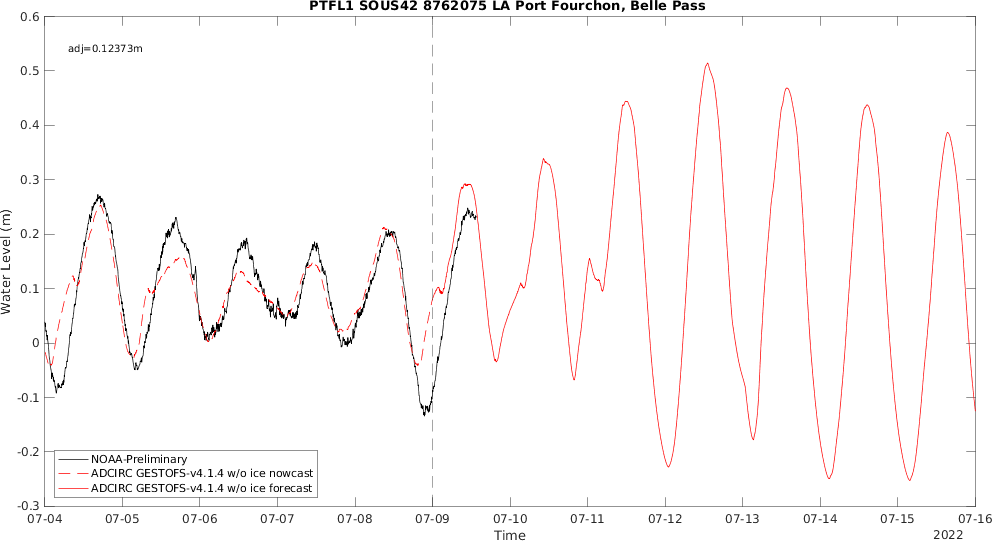 PTFL1 SOUS42 8762075 LA Port Fourchon, Belle Pass
adj=0.12373m
Water Level (m)
0.6
0.5
0.4
0.3
0.2
0.1
0
-0.1
-0.2
-0.3
NOAA-Preliminary
ADCIRC GESTOFS-v4.1.4 w/o ice nowcast
ADCIRC GESTOFS-v4.1.4 w/o ice forecast
07-04 07-05 07-06 07-07 07-08 07-09 07-10 07-11 07-12 07-13 07-14 07-15 07-16
Time
2022